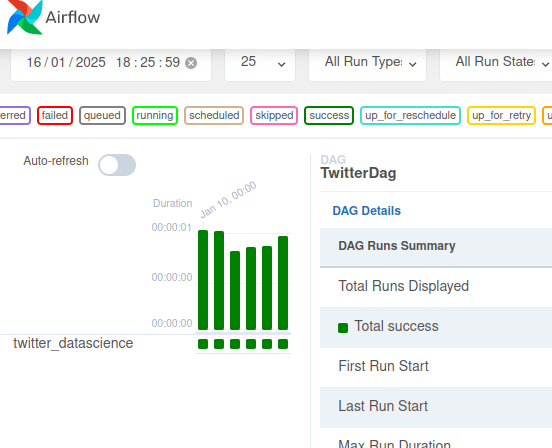 Airflow
16 / 01 / 2025 18 : 25 : 59
25
All Run Types
All Run States
erred
failed
queued
running
scheduled
skipped
success
up_for_reschedule
up_for_retry
u
Auto-refresh
DAG
TwitterDag
Jan 10, 00:00
Duration
00:00:01
00:00:00
00:00:00
twitter_datascience
DAG Details
DAG Runs Summary
Total Runs Displayed
Total success
First Run Start
Last Run Start
Max Run Duration